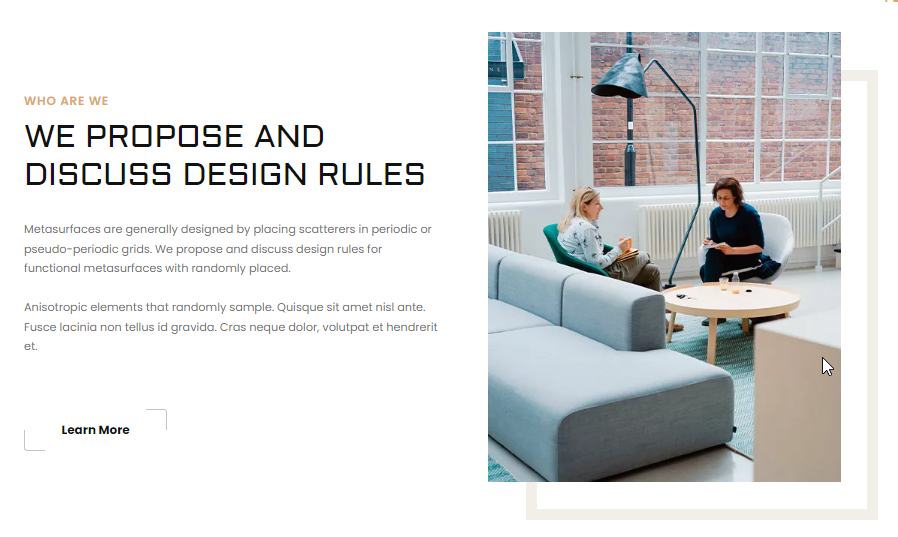 WHO ARE WE
WE PROPOSE AND
DISCUSS DESIGN RULES
Metasurfaces are generally designed by placing scatterers in periodic or
pseudo-periodic grids. We propose and discuss design rules for
functional metasurfaces with randomly placed.
Anisotropic elements that randomly sample. Quisque sit amet nisl ante.
Fusce lacinia non tellus id gravida. Cras neque dolor, volutpat et hendrerit
et.
Learn More